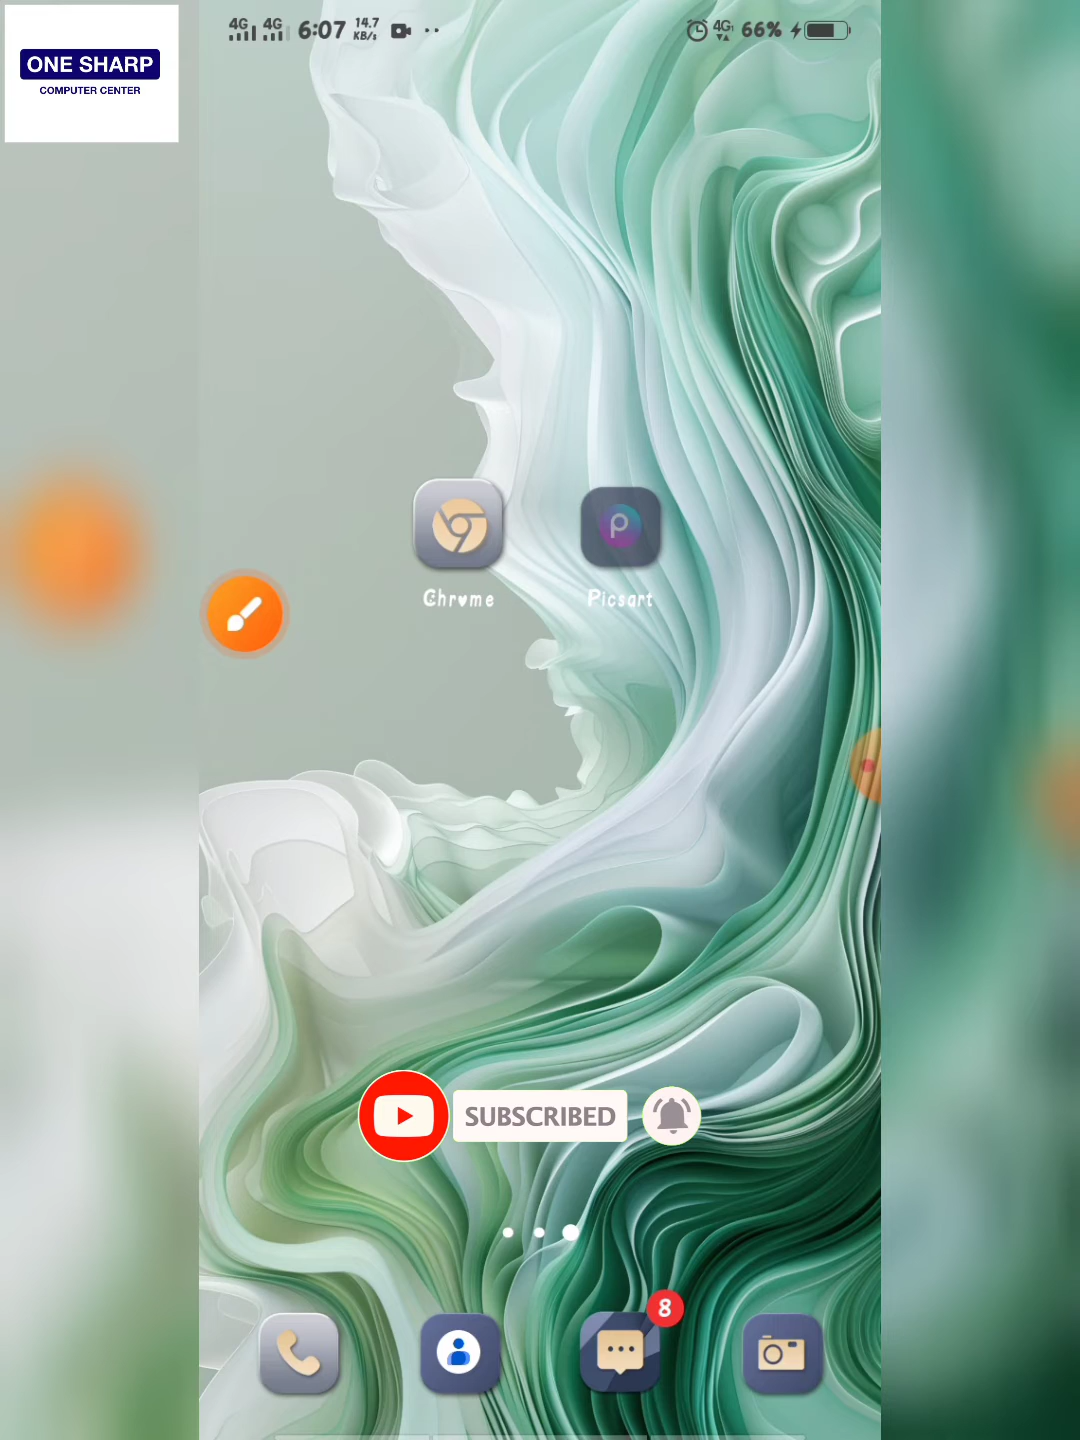 ONE SHARP
COMPUTER CENTER
4G 4G 6:07 14.7 KB/s
4G 66%
Chrome
Picsart
SUBSCRIBED
8